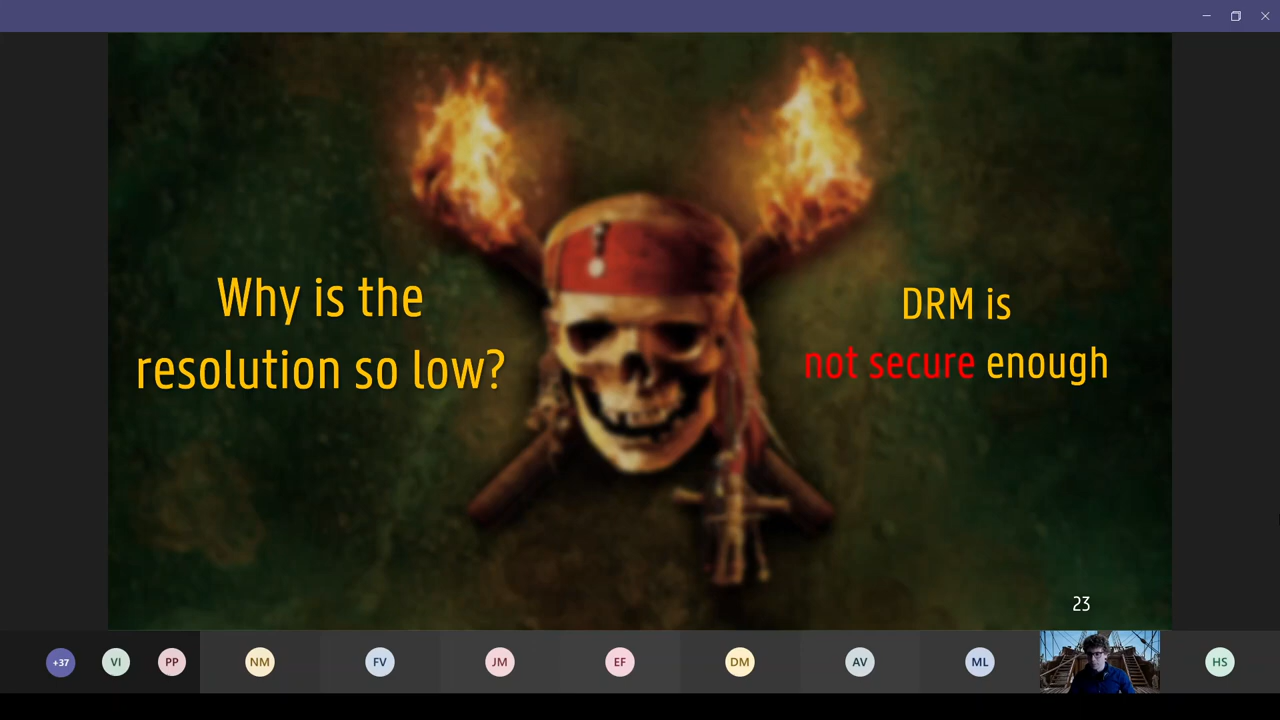 Why is the
resolution so low?
DRM is
not secure enough
23
+37
VI
PP
NM
FV
JM
EF
DM
AV
ML
HS